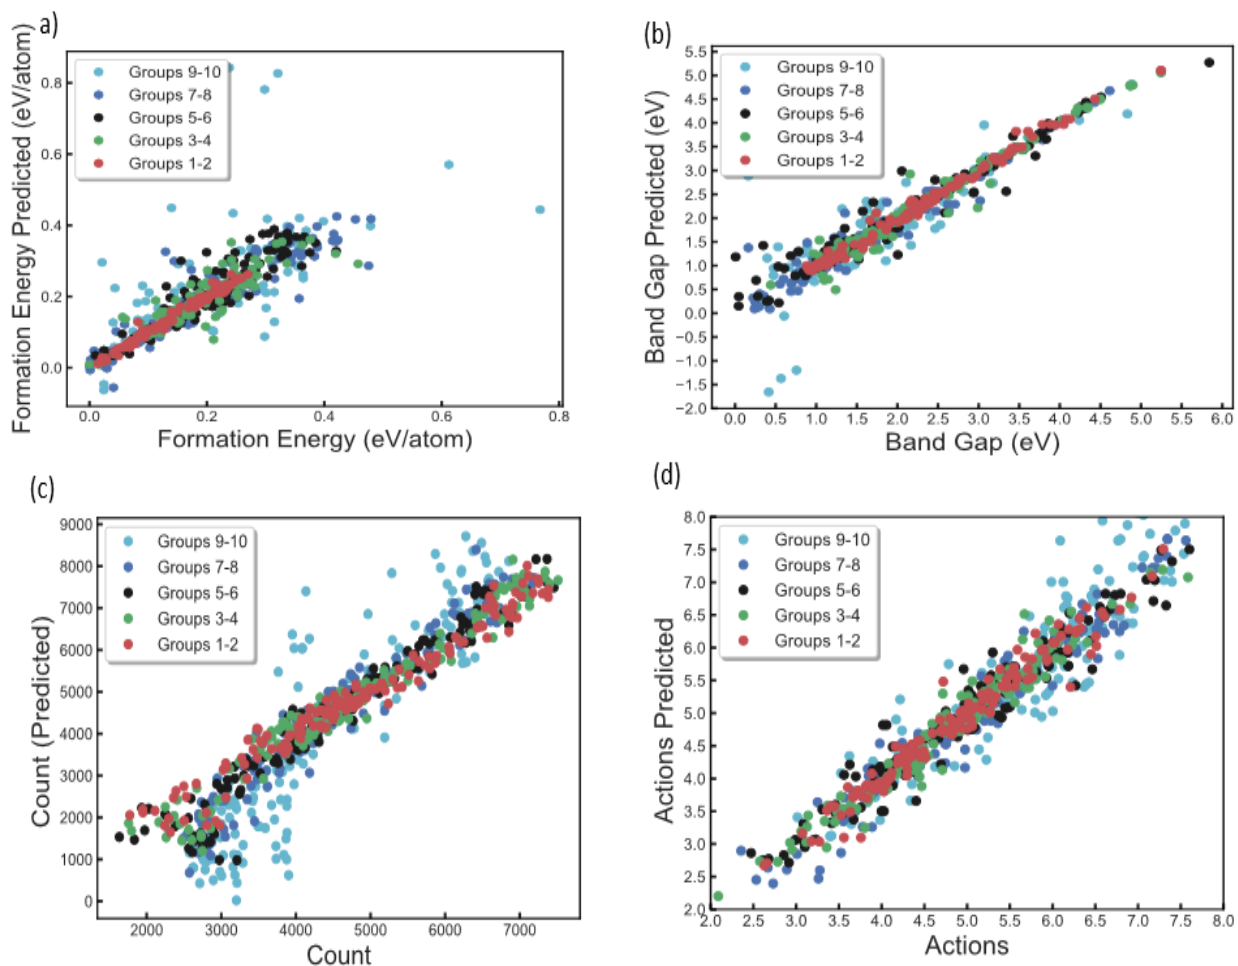 a)
Formation Energy Predicted (eV/atom)
0.8
0.6
0.4
0.2
0.0
Groups 9-10
Groups 7-8
Groups 5-6
Groups 3-4
Groups 1-2
0.0 0.2 0.4 0.6 0.8
Formation Energy (eV/atom)
(b)
Band Gap Predicted (eV)
5.5
5.0
4.5
4.0
3.5
3.0
2.5
2.0
1.5
1.0
0.5
0.0
−0.5
−1.0
−1.5
−2.0
Groups 9-10
Groups 7-8
Groups 5-6
Groups 3-4
Groups 1-2
0.0 0.5 1.0 1.5 2.0 2.5 3.0 3.5 4.0 4.5 5.0 5.5 6.0
Band Gap (eV)
(c)
Count (Predicted)
9000
8000
7000
6000
5000
4000
3000
2000
1000
0
Groups 9-10
Groups 7-8
Groups 5-6
Groups 3-4
Groups 1-2
2000 3000 4000 5000 6000 7000
Count
(d)
Actions Predicted
8.0
7.5
7.0
6.5
6.0
5.5
5.0
4.5
4.0
3.5
3.0
2.5
2.0
Groups 9-10
Groups 7-8
Groups 5-6
Groups 3-4
Groups 1-2
2.0 2.5 3.0 3.5 4.0 4.5 5.0 5.5 6.0 6.5 7.0 7.5 8.0
Actions